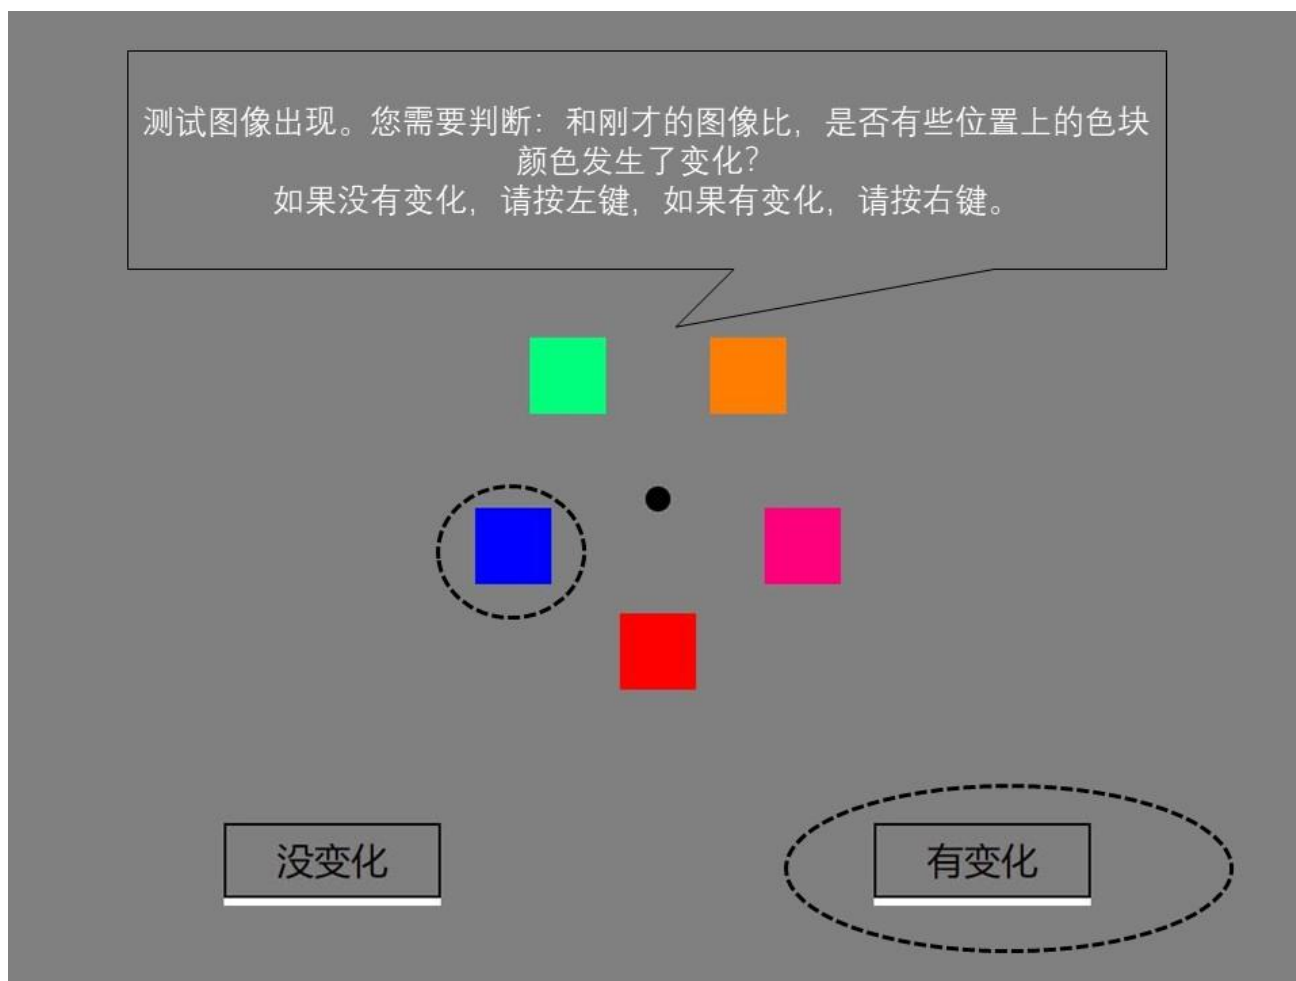 测试图像出现。您需要判断：和刚才的图像比，是否有些位置上的色块
颜色发生了变化？
如果没有变化，请按左键，如果有变化，请按右键。
没变化
有变化